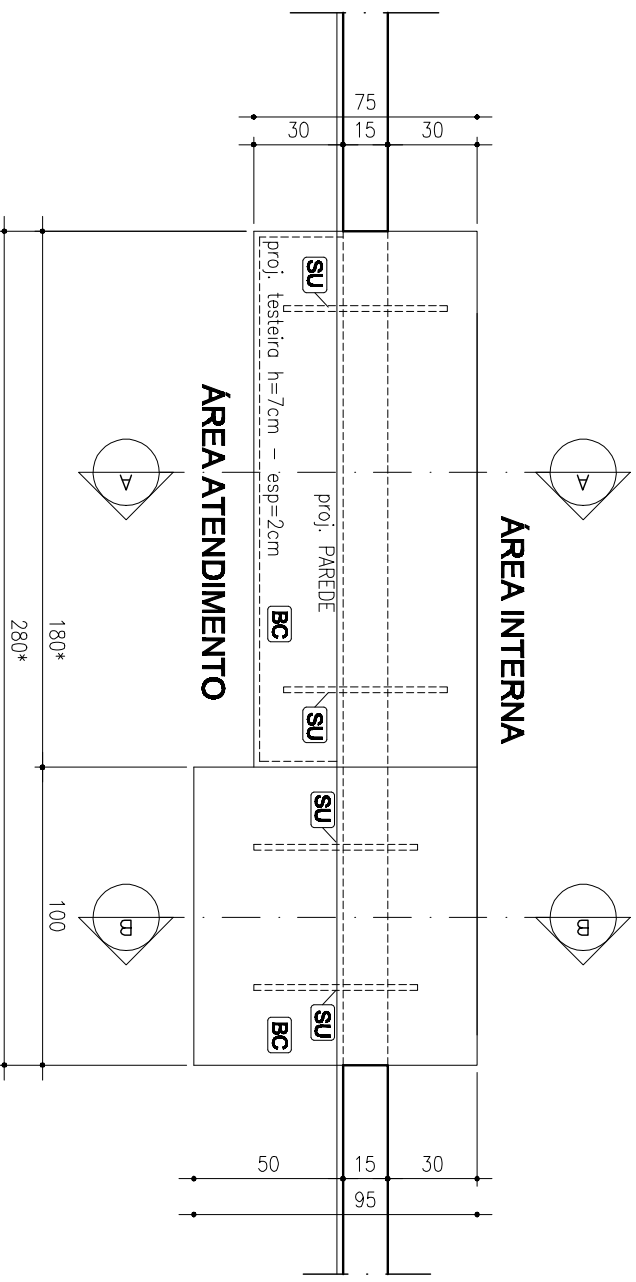 75
30
15
30
SU
proj. testeira h=7cm - esp=2cm
ÁREA ATENDIMENTO
ÁREA INTERNA
A
A
proj. PAREDE
BC
SU
180*
280*
SU
B
B
100
SU
BC
50
15
30
95